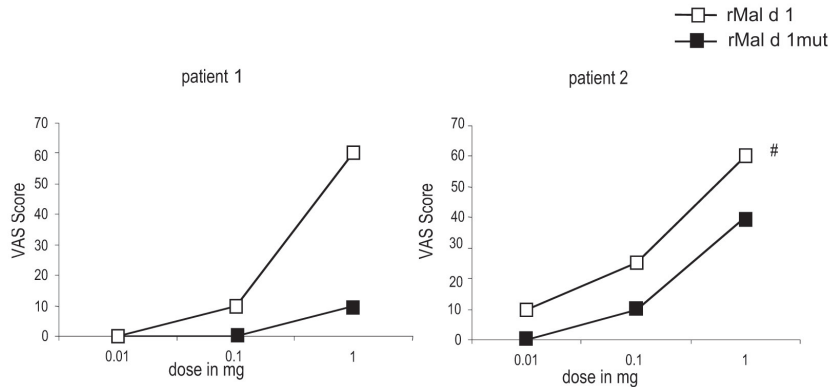 rMal d 1
rMal d 1mut
patient 1
70
60
50
40
30
20
10
0
VAS Score
0.01
0.1
1
dose in mg
patient 2
70
60
50
40
30
20
10
0
VAS Score
#
0.01
0.1
1
dose in mg